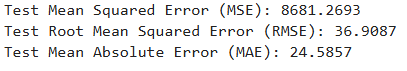 Test Mean Squared Error (MSE): 8681.2693
Test Root Mean Squared Error (RMSE): 36.9087
Test Mean Absolute Error (MAE): 24.5857